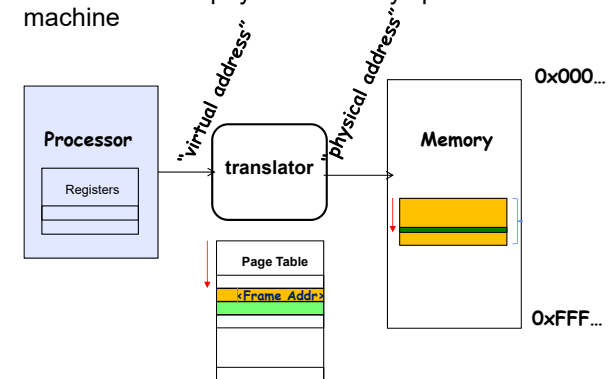 machine
"virtual address"
"physical address"
0x000...
Processor
translator
Memory
Registers
Page Table
<Frame Addr>
0xFFF...